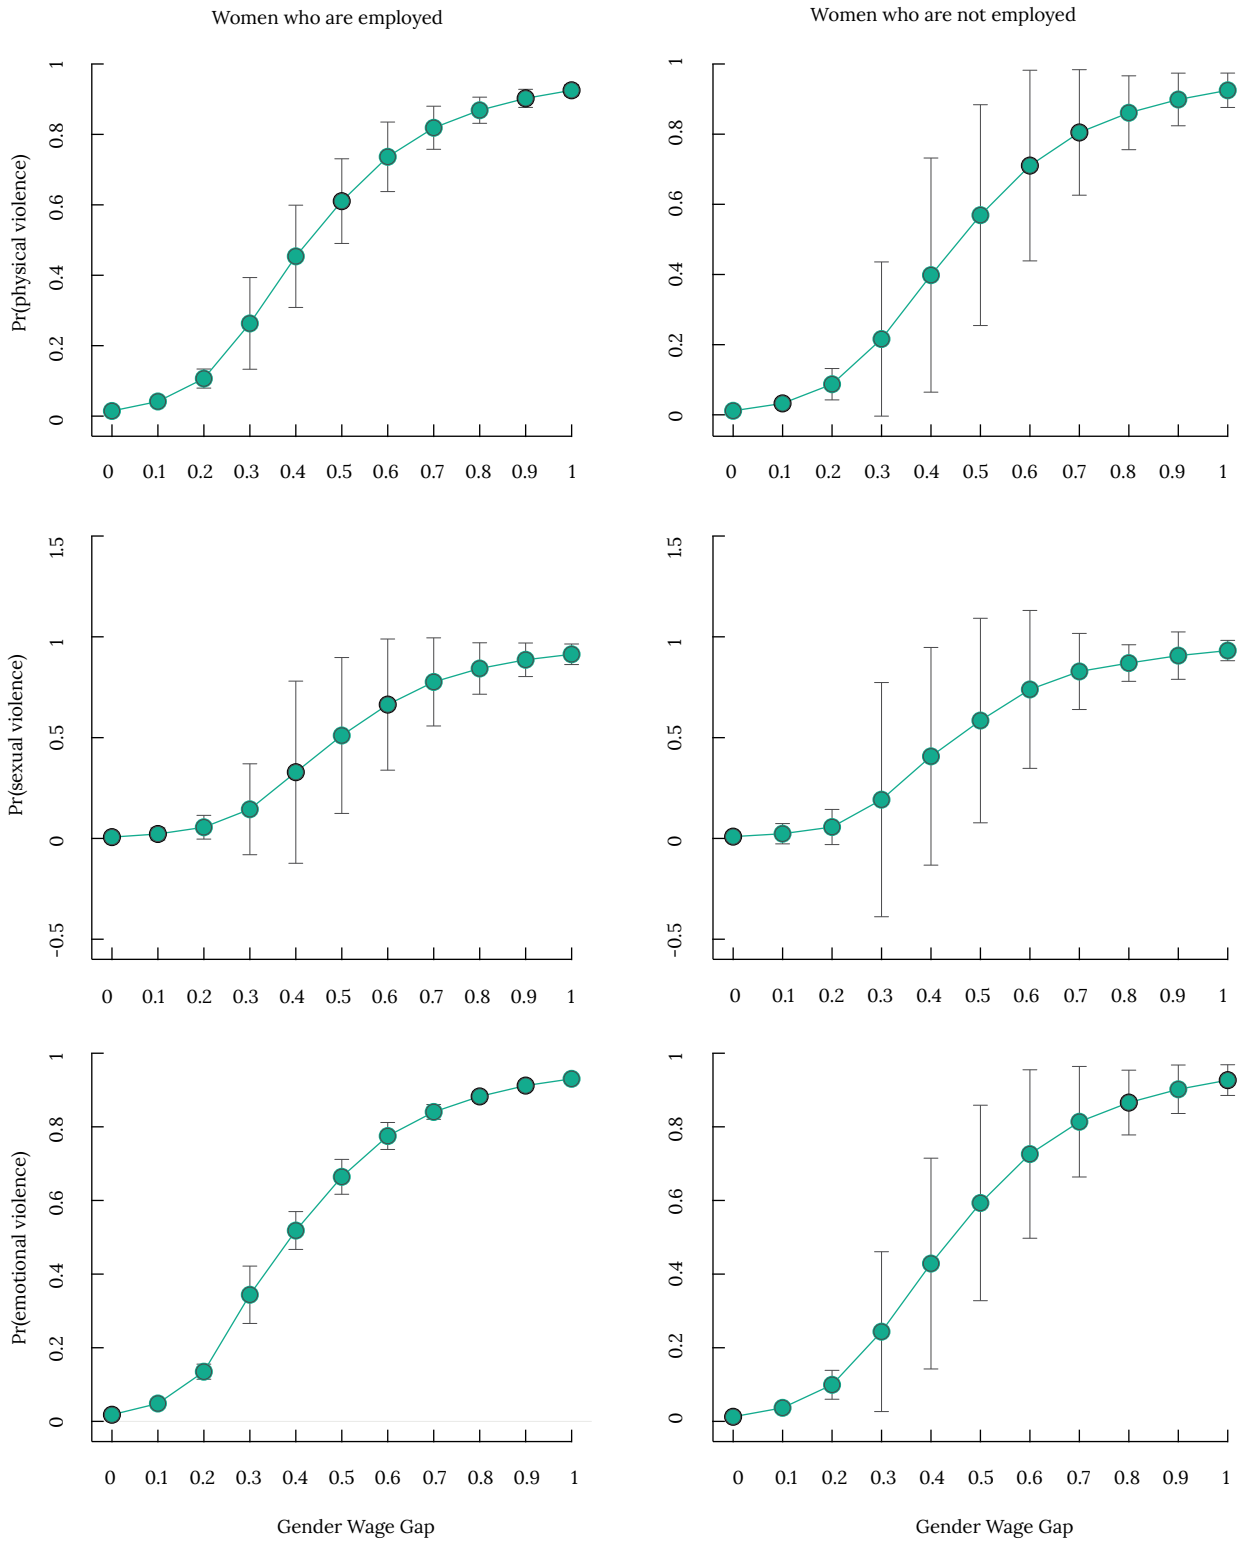 Women who are employed
Women who are not employed
Pr(physical violence)
1
0.8
0.6
0.4
0.2
0
0 0.1 0.2 0.3 0.4 0.5 0.6 0.7 0.8 0.9 1
1
0.8
0.6
0.4
0.2
0
0 0.1 0.2 0.3 0.4 0.5 0.6 0.7 0.8 0.9 1
Pr(sexual violence)
1.5
1
0.5
0
-0.5
0 0.1 0.2 0.3 0.4 0.5 0.6 0.7 0.8 0.9 1
1.5
1
0.5
0
-0.5
0 0.1 0.2 0.3 0.4 0.5 0.6 0.7 0.8 0.9 1
Pr(emotional violence)
1
0.8
0.6
0.4
0.2
0
0 0.1 0.2 0.3 0.4 0.5 0.6 0.7 0.8 0.9 1
Gender Wage Gap
1
0.8
0.6
0.4
0.2
0
0 0.1 0.2 0.3 0.4 0.5 0.6 0.7 0.8 0.9 1
Gender Wage Gap